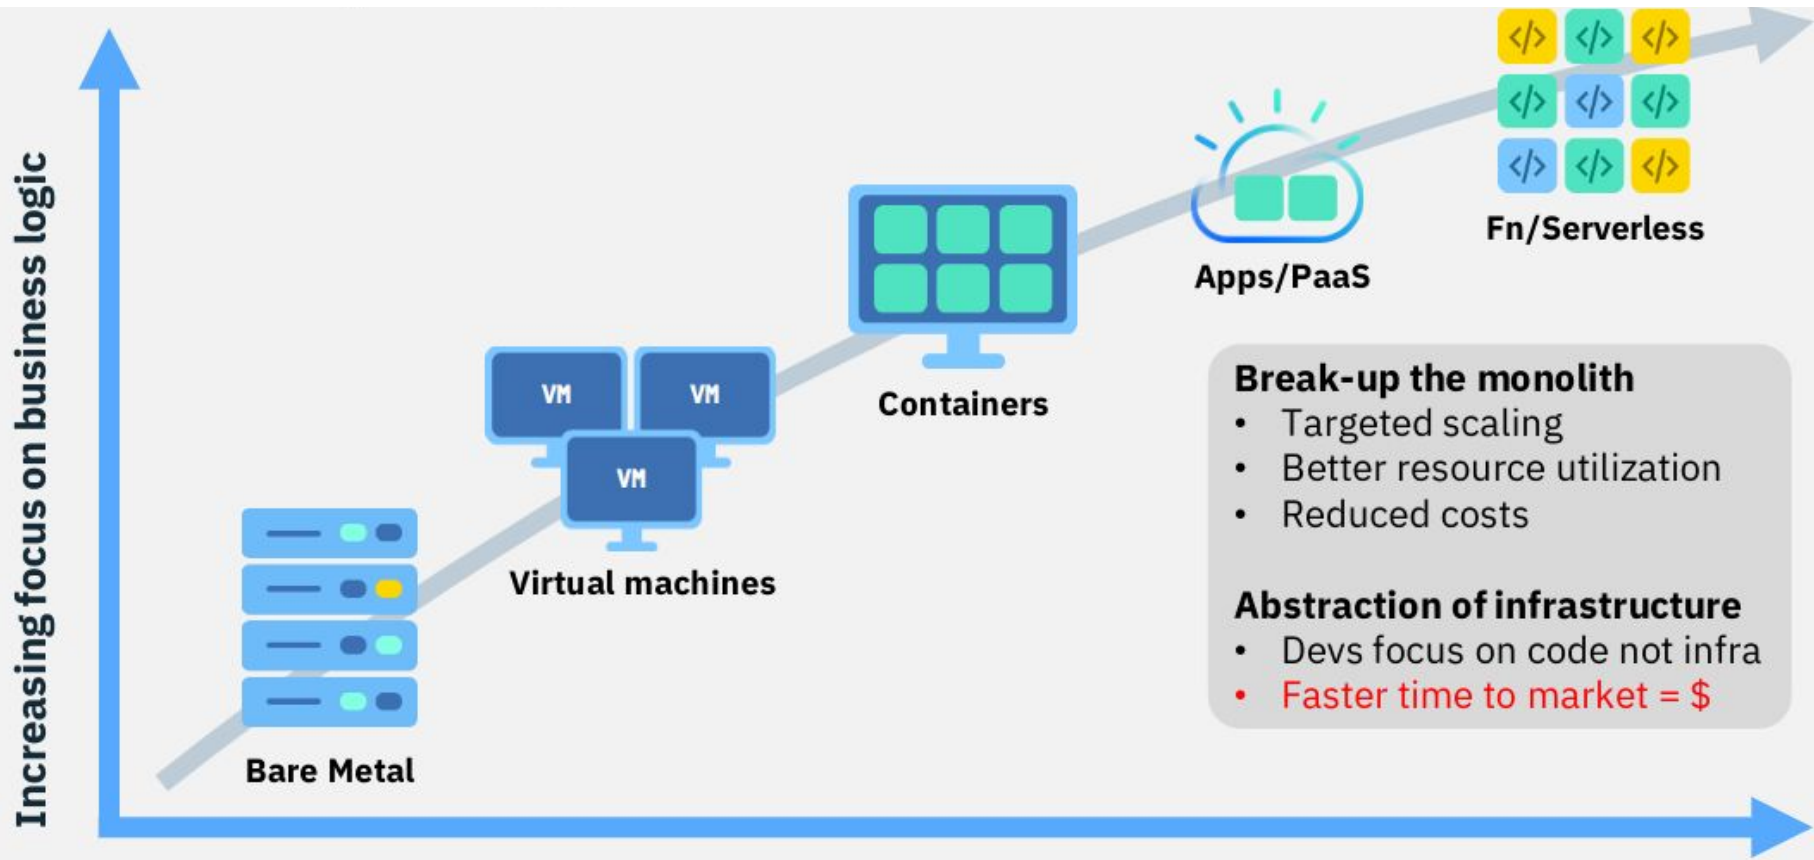 Increasing focus on business logic
</>
</>
</>
</>
</>
</>
</>
</>
</>
Fn/Serverless
Apps/PaaS
Containers
VM
VM
VM
Virtual machines
Bare Metal
Break-up the monolith
• Targeted scaling
• Better resource utilization
• Reduced costs
Abstraction of infrastructure
• Devs focus on code not infra
• Faster time to market = $